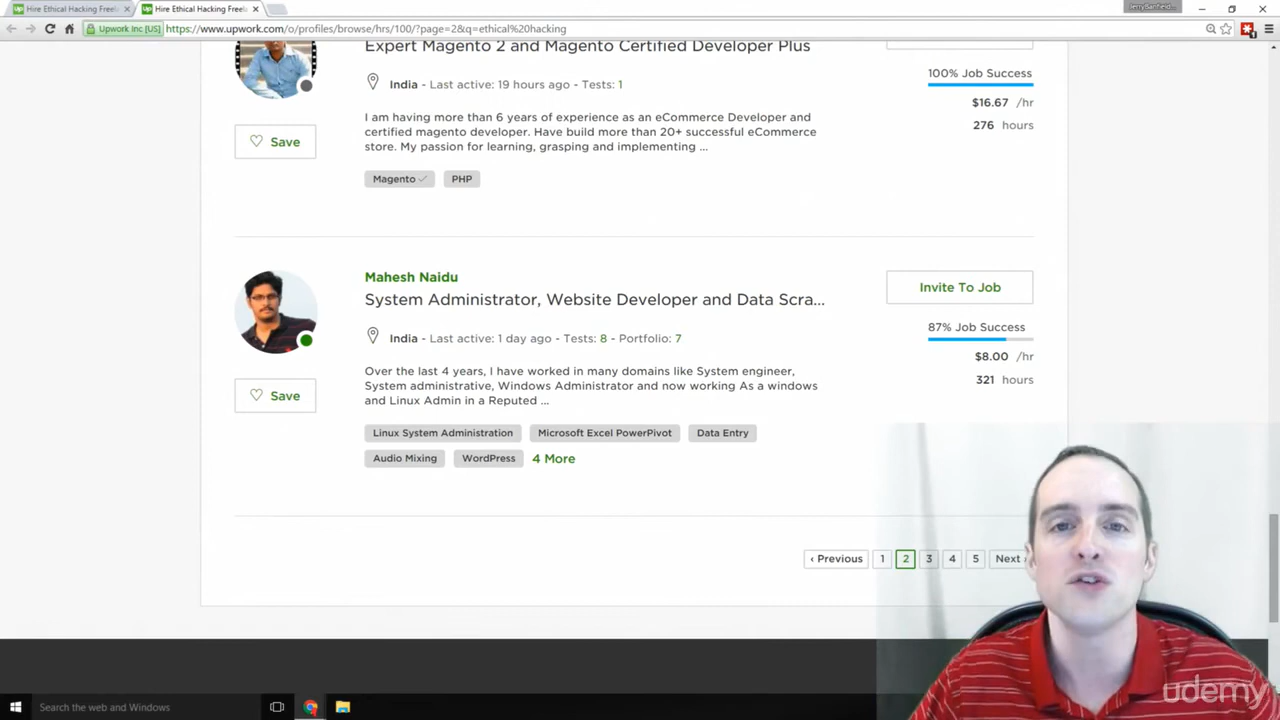 Hire Ethical Hacking Freel
Hire Ethical Hacking Freel
Upwork Inc [US]
https://www.upwork.com/o/profiles/browse/hrs/100/?page=2&q=ethical%20hacking
Expert Magento 2 and Magento Certified Developer Plus
India - Last active: 19 hours ago - Tests: 1
100% Job Success
$16.67 /hr
276 hours
I am having more than 6 years of experience as an eCommerce Developer and
certified magento developer. Have build more than 20+ successful eCommerce
store. My passion for learning, grasping and implementing ...
Save
Magento
PHP
Mahesh Naidu
System Administrator, Website Developer and Data Scra...
Invite To Job
India - Last active: 1 day ago - Tests: 8 - Portfolio: 7
87% Job Success
$8.00 /hr
321 hours
Over the last 4 years, I have worked in many domains like System engineer,
System administrative, Windows Administrator and now working As a windows
and Linux Admin in a Reputed ...
Save
Linux System Administration
Microsoft Excel PowerPivot
Data Entry
Audio Mixing
WordPress
4 More
‹ Previous 1 2 3 4 5 Next ›
udemy
Search the web and Windows